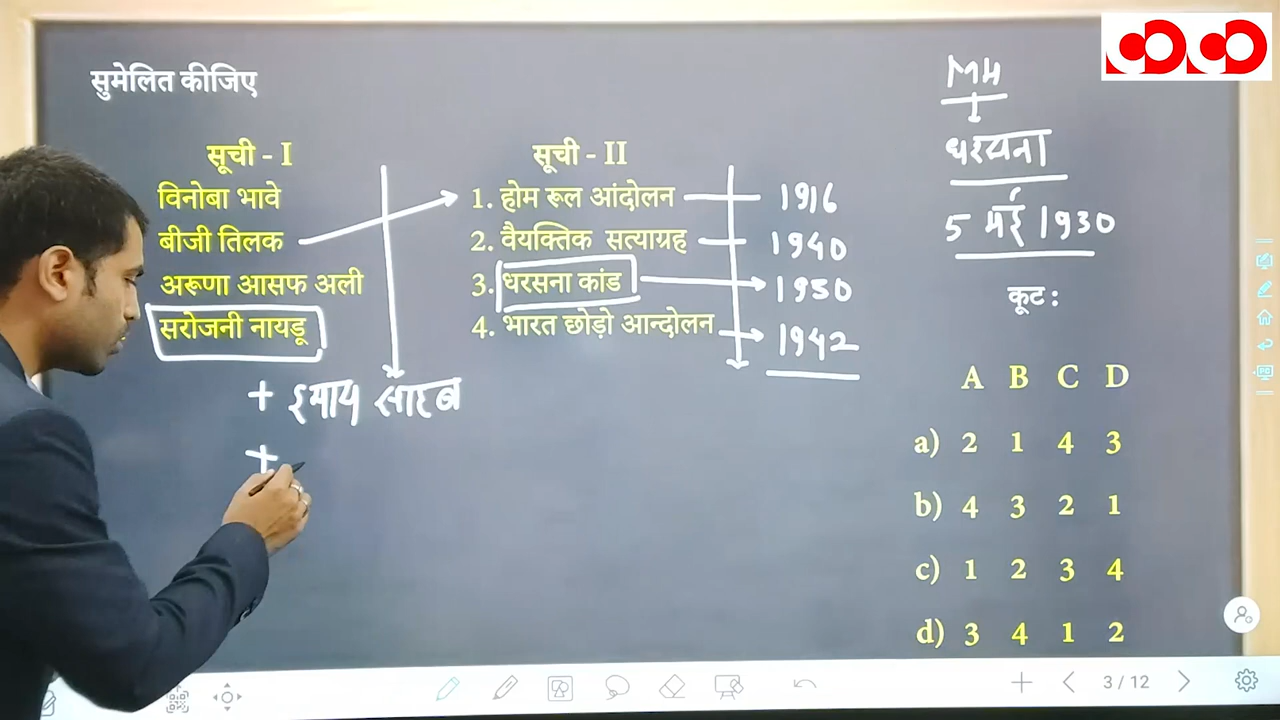 सुमेलित कीजिए
सूची - I
विनोबा भावे
बीजी तिलक
अरूणा आसफ अली
सरोजनी नायडू
+ इमाम साहब
+
सूची - II
1. होम रूल आंदोलन 1916
2. वैयक्तिक सत्याग्रह 1940
3. धरसना कांड 1930
4. भारत छोड़ो आन्दोलन 1942
MH
धरसना
5 मई 1930
कूट :
A B C D
a) 2 1 4 3
b) 4 3 2 1
c) 1 2 3 4
d) 3 4 1 2
3 / 12